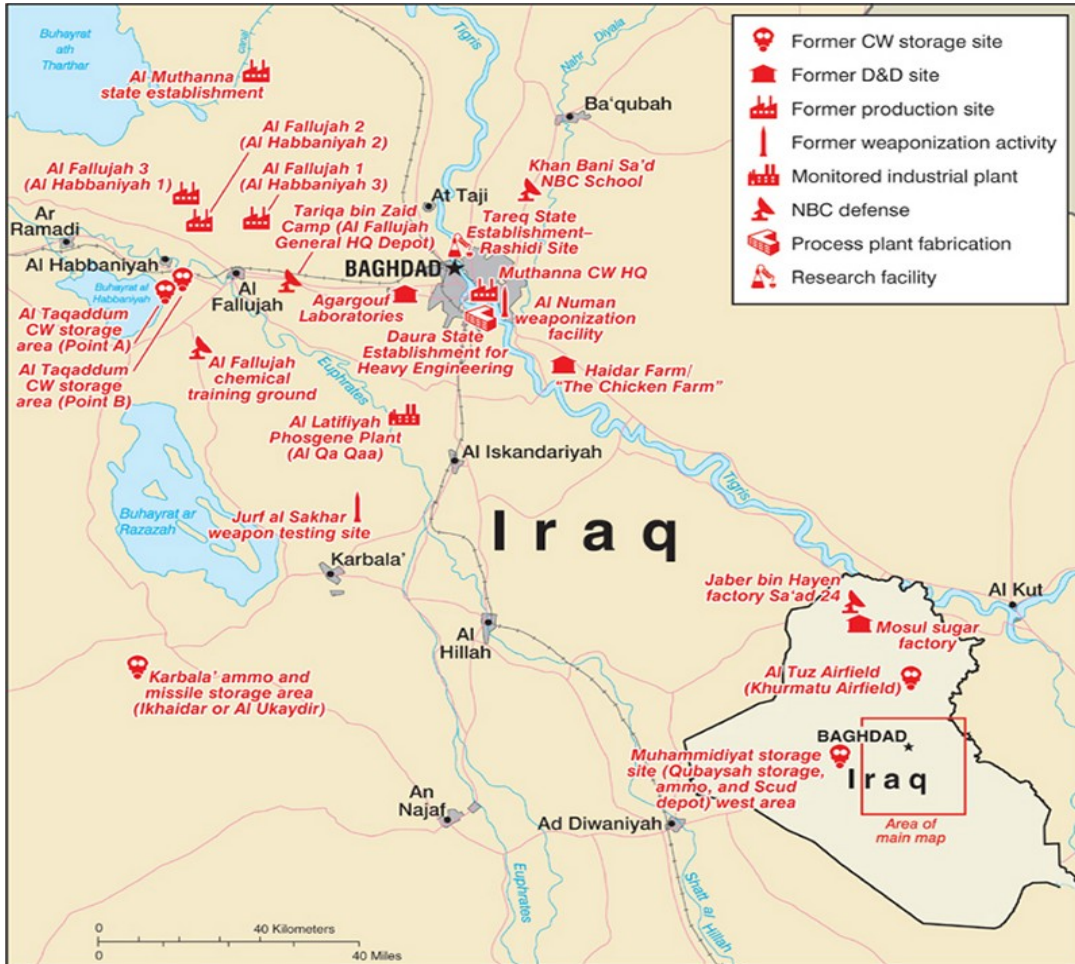 Buhayrat
ath
Tharthar
canal
Tigris
Nahr Diyala
Al Muthanna
state establishment
Ba‘qubah
Al Fallujah 2
(Al Habbaniyah 2)
Al Fallujah 3
(Al Habbaniyah 1)
Al Fallujah 1
(Al Habbaniyah 3)
Khan Bani Sa‘d
NBC School
At Taji
Tariqa bin Zaid
Camp (Al Fallujah
General HQ Depot)
Tareq State
Establishment–
Rashidi Site
Ar
Ramadi
Al Habbaniyah
BAGHDAD
Muthanna CW HQ
Buhayrat al
Habbaniyah
Al
Fallujah
Agargouf
Laboratories
Al Numan
weaponization
facility
Al Taqaddum
CW storage
area (Point A)
Al Taqaddum
CW storage
area (Point B)
Daura State
Establishment for
Heavy Engineering
Al Fallujah
chemical
training ground
Euphrates
Haidar Farm/
“The Chicken Farm”
Al Latifiyah
Phosgene Plant
(Al Qa Qaa)
Al Iskandariyah
Tigris
Buhayrat ar
Razazah
Jurf al Sakhar
weapon testing site
Iraq
Karbala’
Al
Hillah
Al Kut
Karbala’ ammo and
missile storage area
(Ikhaidar or Al Ukaydir)
An
Najaf
Ad Diwaniyah
Euphrates
Shatt al Hillah
0 40 Kilometers
0 40 Miles
Former CW storage site
Former D&D site
Former production site
Former weaponization activity
Monitored industrial plant
NBC defense
Process plant fabrication
Research facility
Jaber bin Hayen
factory Sa‘ad 24
Mosul sugar
factory
Al Tuz Airfield
(Khurmatu Airfield)
BAGHDAD
Muhammidiyat storage
site (Qubaysah storage,
ammo, and Scud
depot) west area
Iraq
Area of
main map